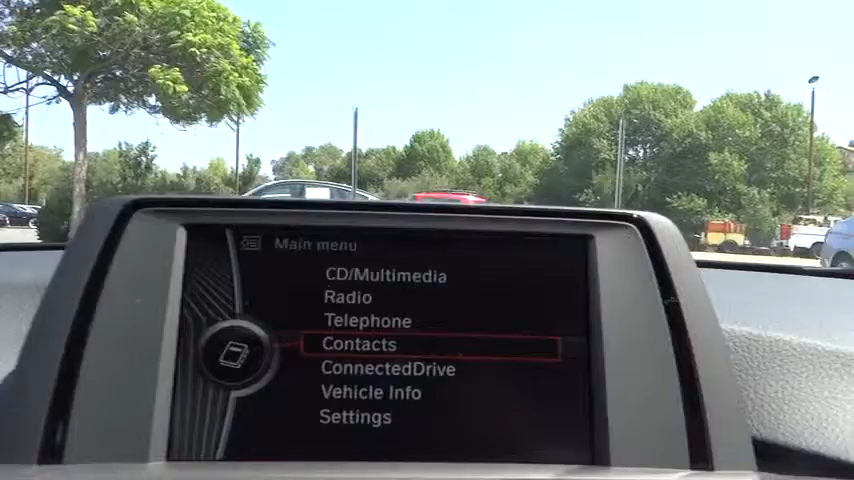 Main menu
CD/Multimedia
Radio
Telephone
Contacts
ConnectedDrive
Vehicle Info
Settings